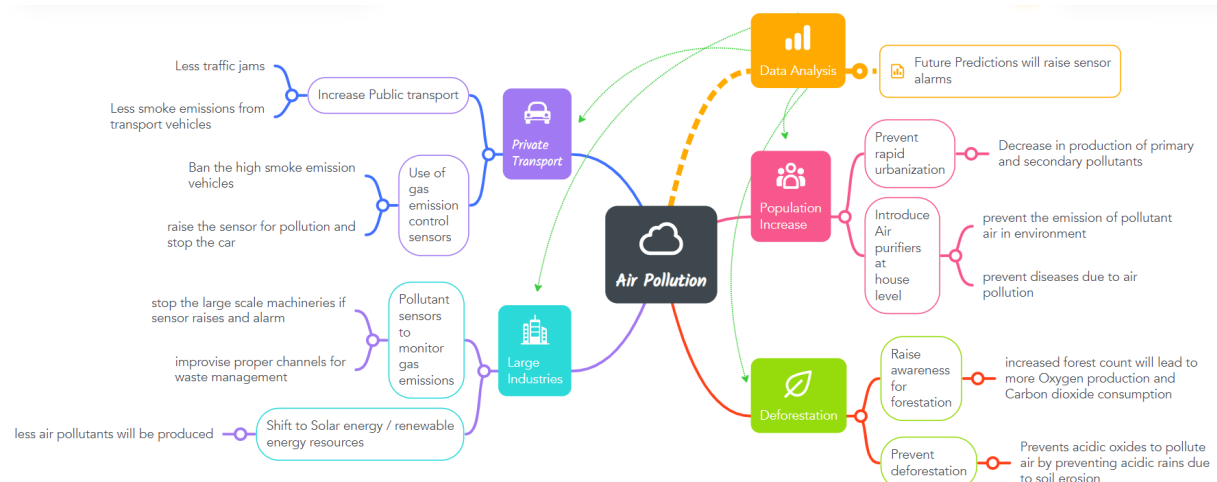 Less traffic jams
Less smoke emissions from
transport vehicles
Increase Public transport
Ban the high smoke emission
vehicles
raise the sensor for pollution and
stop the car
Use of
gas
emission
control
sensors
Private
Transport
stop the large scale machineries if
sensor raises and alarm
improvise proper channels for
waste management
Pollutant
sensors
to
monitor
gas
emissions
less air pollutants will be produced
Shift to Solar energy / renewable
energy resources
Large
Industries
Air Pollution
Data Analysis
Future Predictions will raise sensor
alarms
Population
Increase
Prevent
rapid
urbanization
Decrease in production of primary
and secondary pollutants
Introduce
Air
purifiers
at
house
level
prevent the emission of pollutant
air in environment
prevent diseases due to air
pollution
Deforestation
Raise
awareness
for
forestation
increased forest count will lead to
more Oxygen production and
Carbon dioxide consumption
Prevent
deforestation
Prevents acidic oxides to pollute
air by preventing acidic rains due
to soil erosion